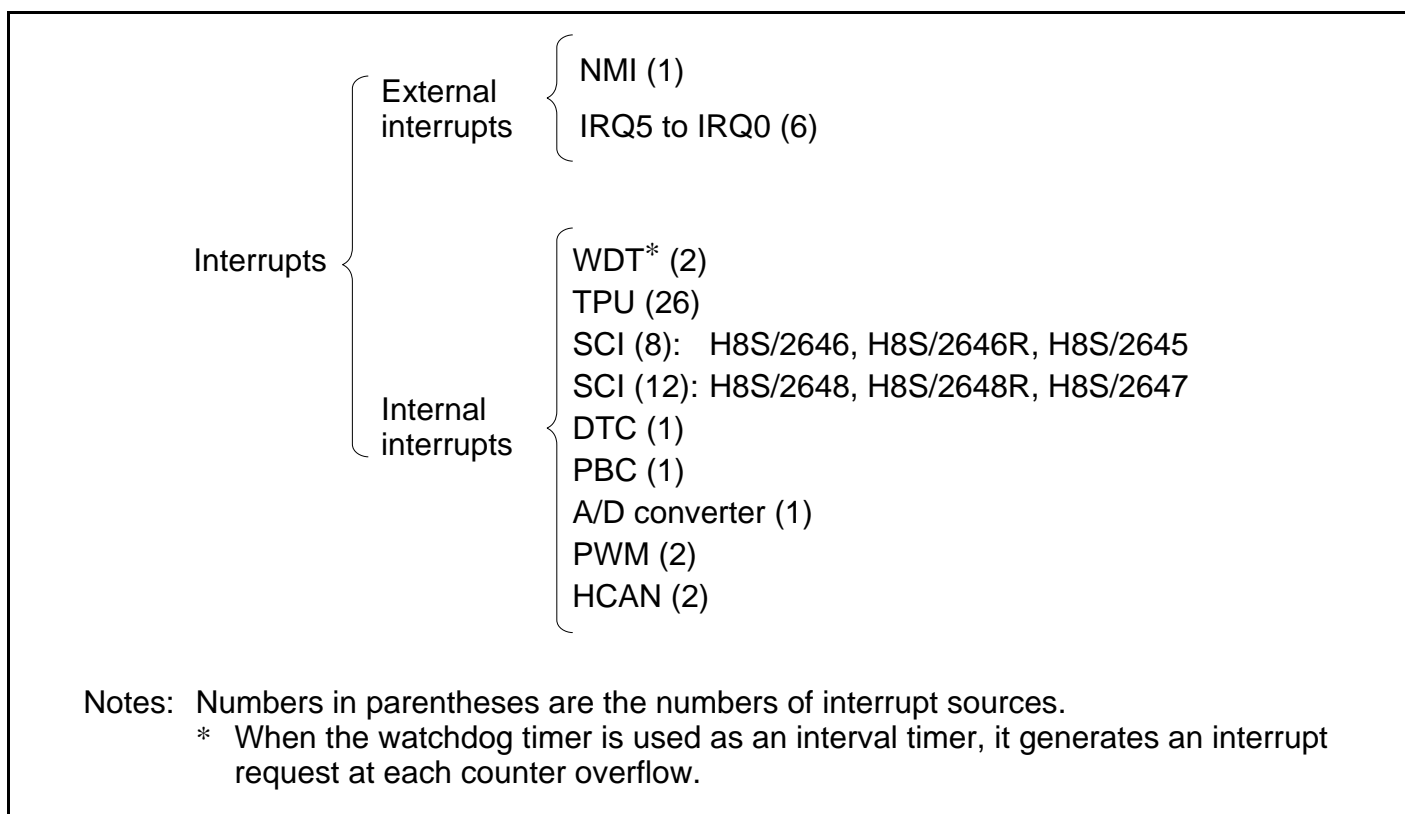 NMI (1)
External
interrupts
IRQ5 to IRQ0 (6)
Interrupts
WDT* (2)
TPU (26)
SCI (8): H8S/2646, H8S/2646R, H8S/2645
SCI (12): H8S/2648, H8S/2648R, H8S/2647
Internal
interrupts
DTC (1)
PBC (1)
A/D converter (1)
PWM (2)
HCAN (2)
Notes: Numbers in parentheses are the numbers of interrupt sources.
* When the watchdog timer is used as an interval timer, it generates an interrupt
request at each counter overflow.